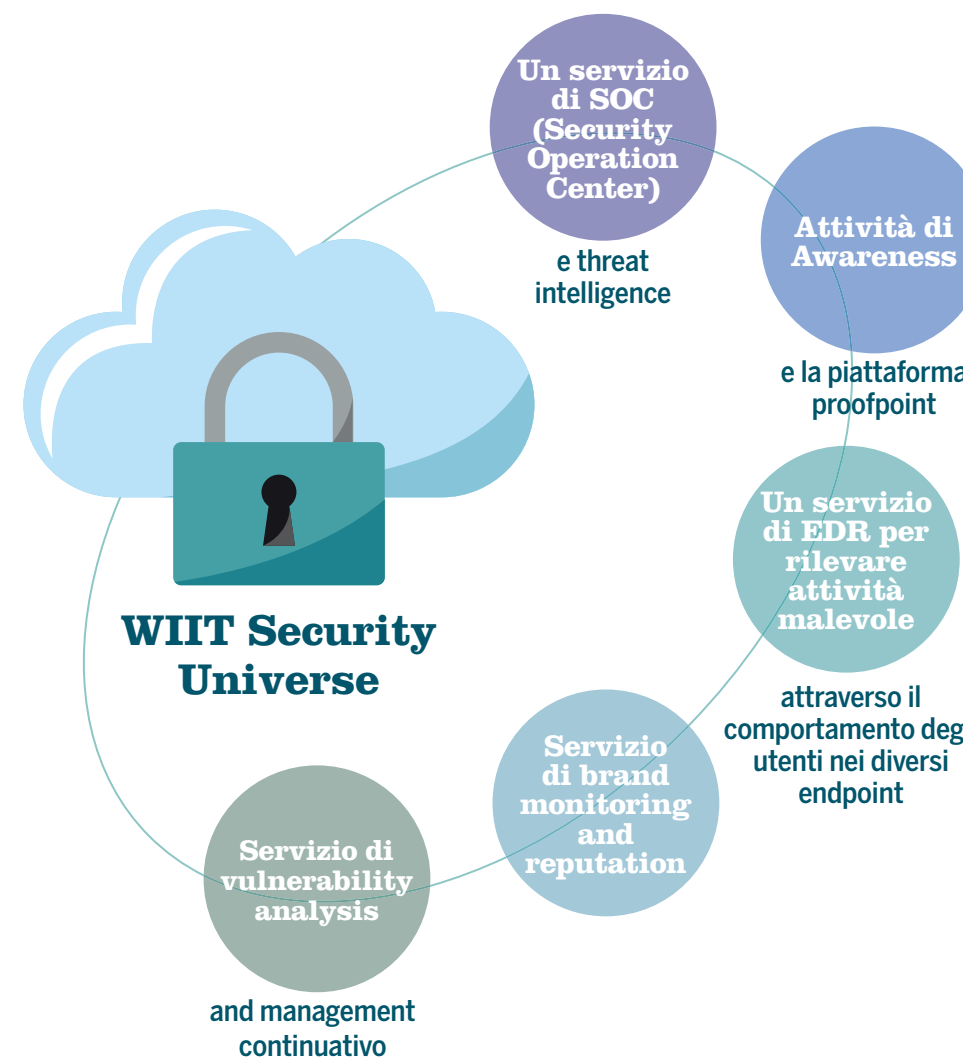 Un servizio
di SOC
(Security
Operation
Center)
e threat
intelligence
Attività di
Awareness
e la piattaforma
proofpoint
Un servizio
di EDR per
rilevare
attività
malevole
attraverso il
comportamento deg
utenti nei diversi
endpoint
WIIT Security
Universe
Servizio
di brand
monitoring
and
reputation
Servizio di
vulnerability
analysis
and management
continuativo